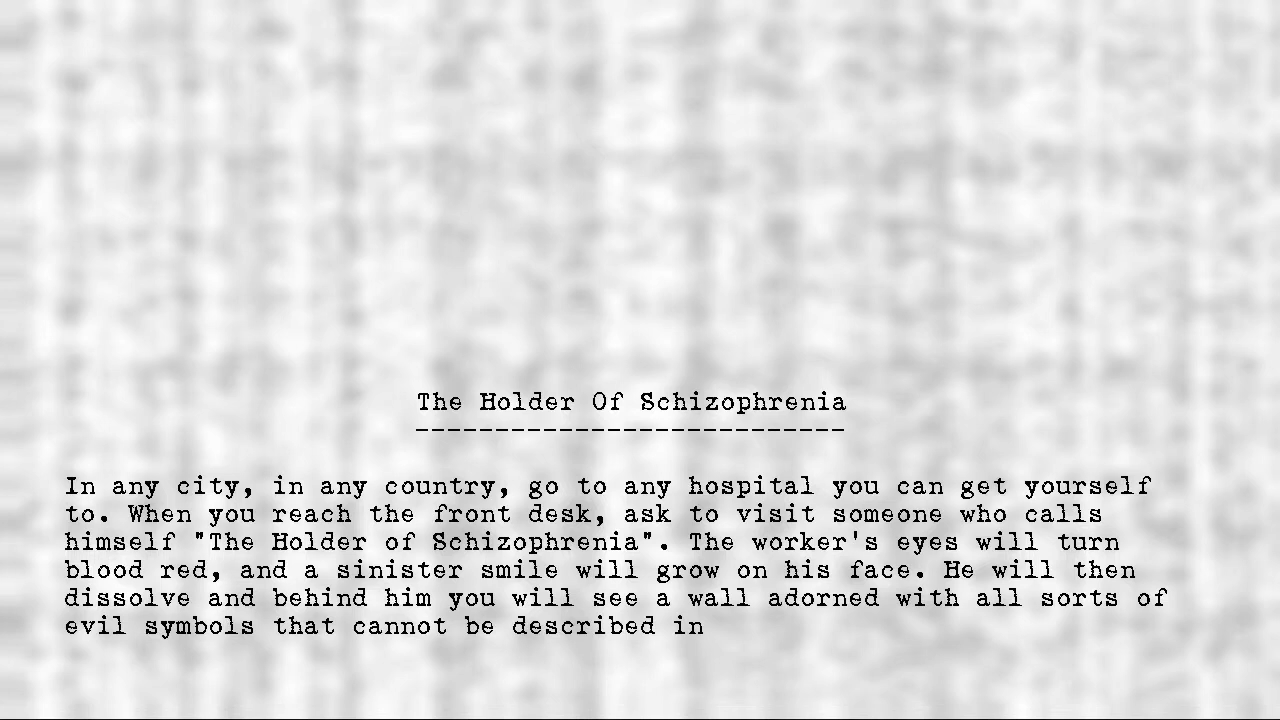 The Holder Of Schizophrenia
---------------------------
In any city, in any country, go to any hospital you can get yourself
to. When you reach the front desk, ask to visit someone who calls
himself "The Holder of Schizophrenia". The worker's eyes will turn
blood red, and a sinister smile will grow on his face. He will then
dissolve and behind him you will see a wall adorned with all sorts of
evil symbols that cannot be described in